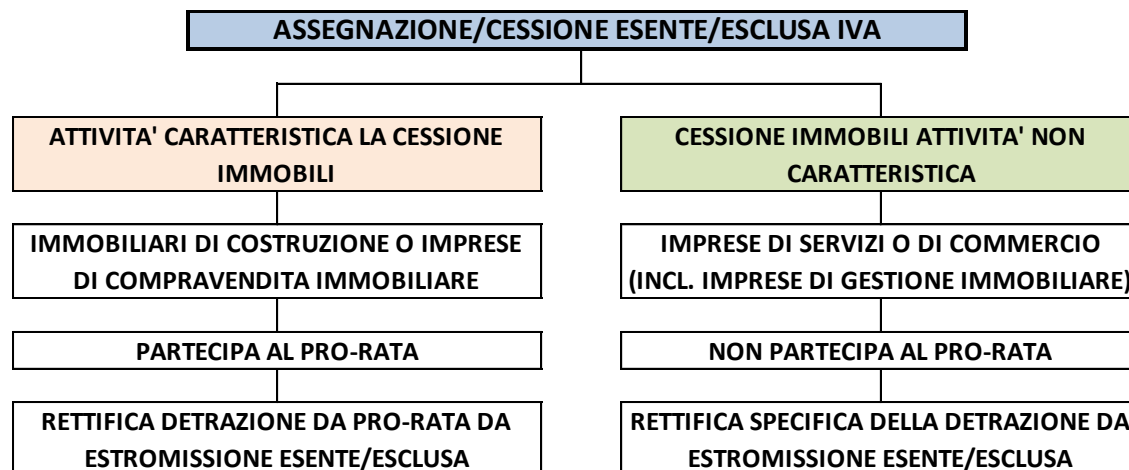 ASSEGNAZIONE/CESSIONE ESENTE/ESCLUSA IVA
ATTIVITA' CARATTERISTICA LA CESSIONE
IMMOBILI
IMMOBILIARI DI COSTRUZIONE O IMPRESE
DI COMPRAVENDITA IMMOBILIARE
PARTECIPA AL PRO-RATA
RETTIFICA DETRAZIONE DA PRO-RATA DA
ESTROMISSIONE ESENTE/ESCLUSA
CESSIONE IMMOBILI ATTIVITA' NON
CARATTERISTICA
IMPRESE DI SERVIZI O DI COMMERCIO
(INCL. IMPRESE DI GESTIONE IMMOBILIARE)
NON PARTECIPA AL PRO-RATA
RETTIFICA SPECIFICA DELLA DETRAZIONE DA
ESTROMISSIONE ESENTE/ESCLUSA